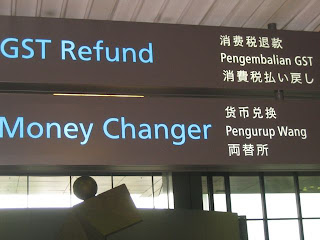 GST Refund
消费税退款
Pengembalian GST
消費税払い戻し
Money Changer
货币兑换
Pengurup Wang
両替所